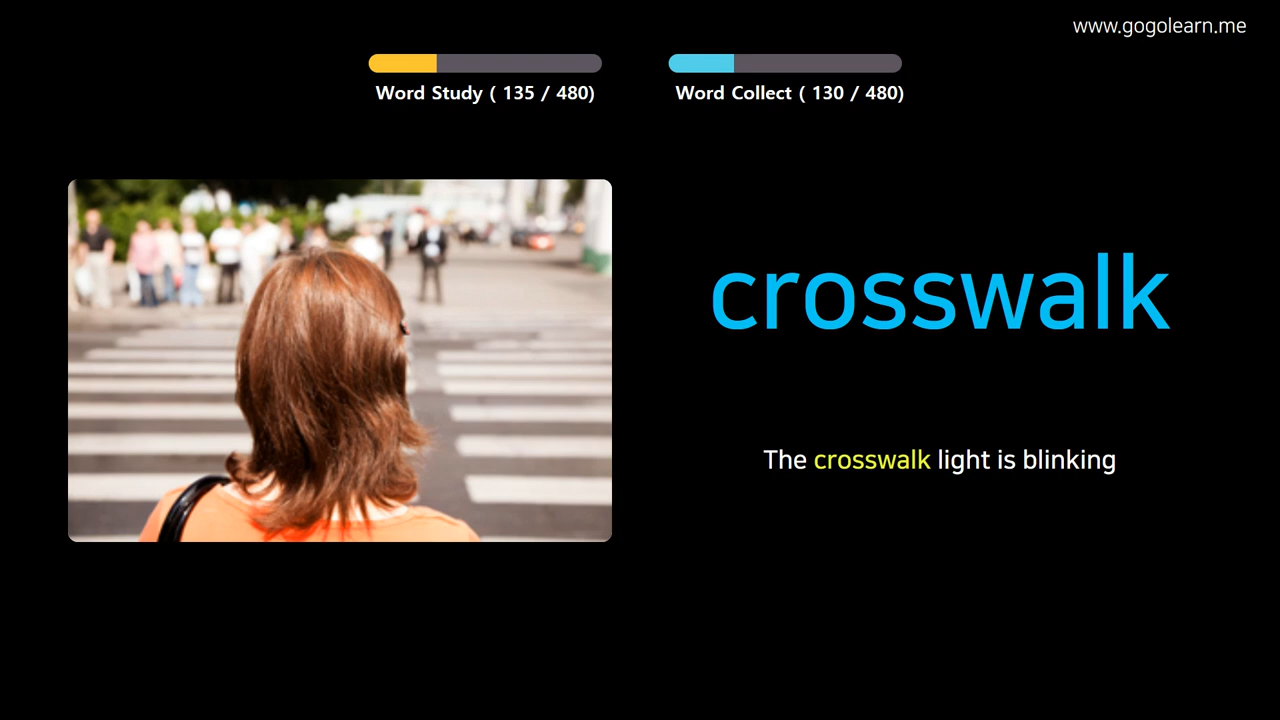 www.gogolearn.me
Word Study ( 135 / 480)
Word Collect ( 130 / 480)
crosswalk
The crosswalk light is blinking